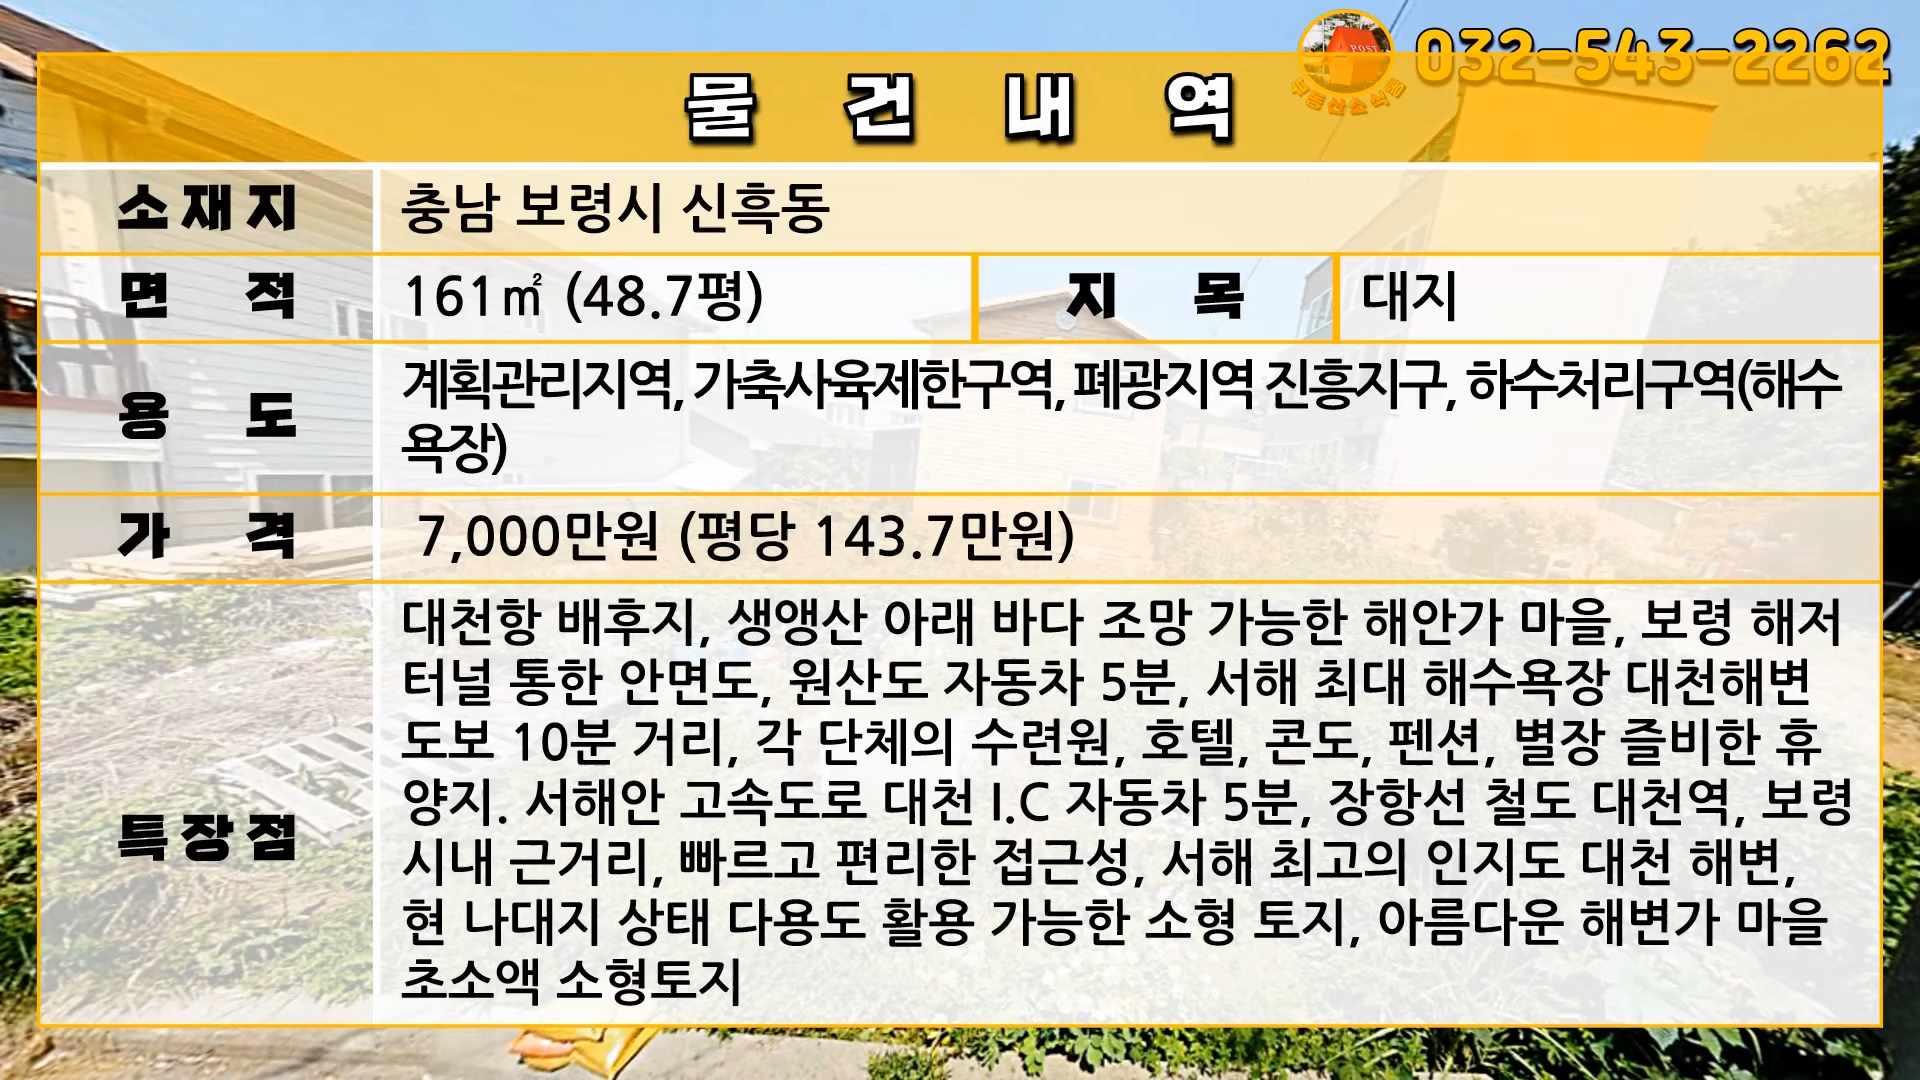 POST
부동산소식통
032-543-2262
물 건 내 역
소재지 충남 보령시 신흑동
면 적 161㎡ (48.7평) 지 목 대지
용 도 계획관리지역, 가축사육제한구역, 폐광지역 진흥지구, 하수처리구역(해수
욕장)
가 격 7,000만원 (평당 143.7만원)
특장점 대천항 배후지, 생앵산 아래 바다 조망 가능한 해안가 마을, 보령 해저
터널 통한 안면도, 원산도 자동차 5분, 서해 최대 해수욕장 대천해변
도보 10분 거리, 각 단체의 수련원, 호텔, 콘도, 펜션, 별장 즐비한 휴
양지. 서해안 고속도로 대천 I.C 자동차 5분, 장항선 철도 대천역, 보령
시내 근거리, 빠르고 편리한 접근성, 서해 최고의 인지도 대천 해변,
현 나대지 상태 다용도 활용 가능한 소형 토지, 아름다운 해변가 마을
초소액 소형토지